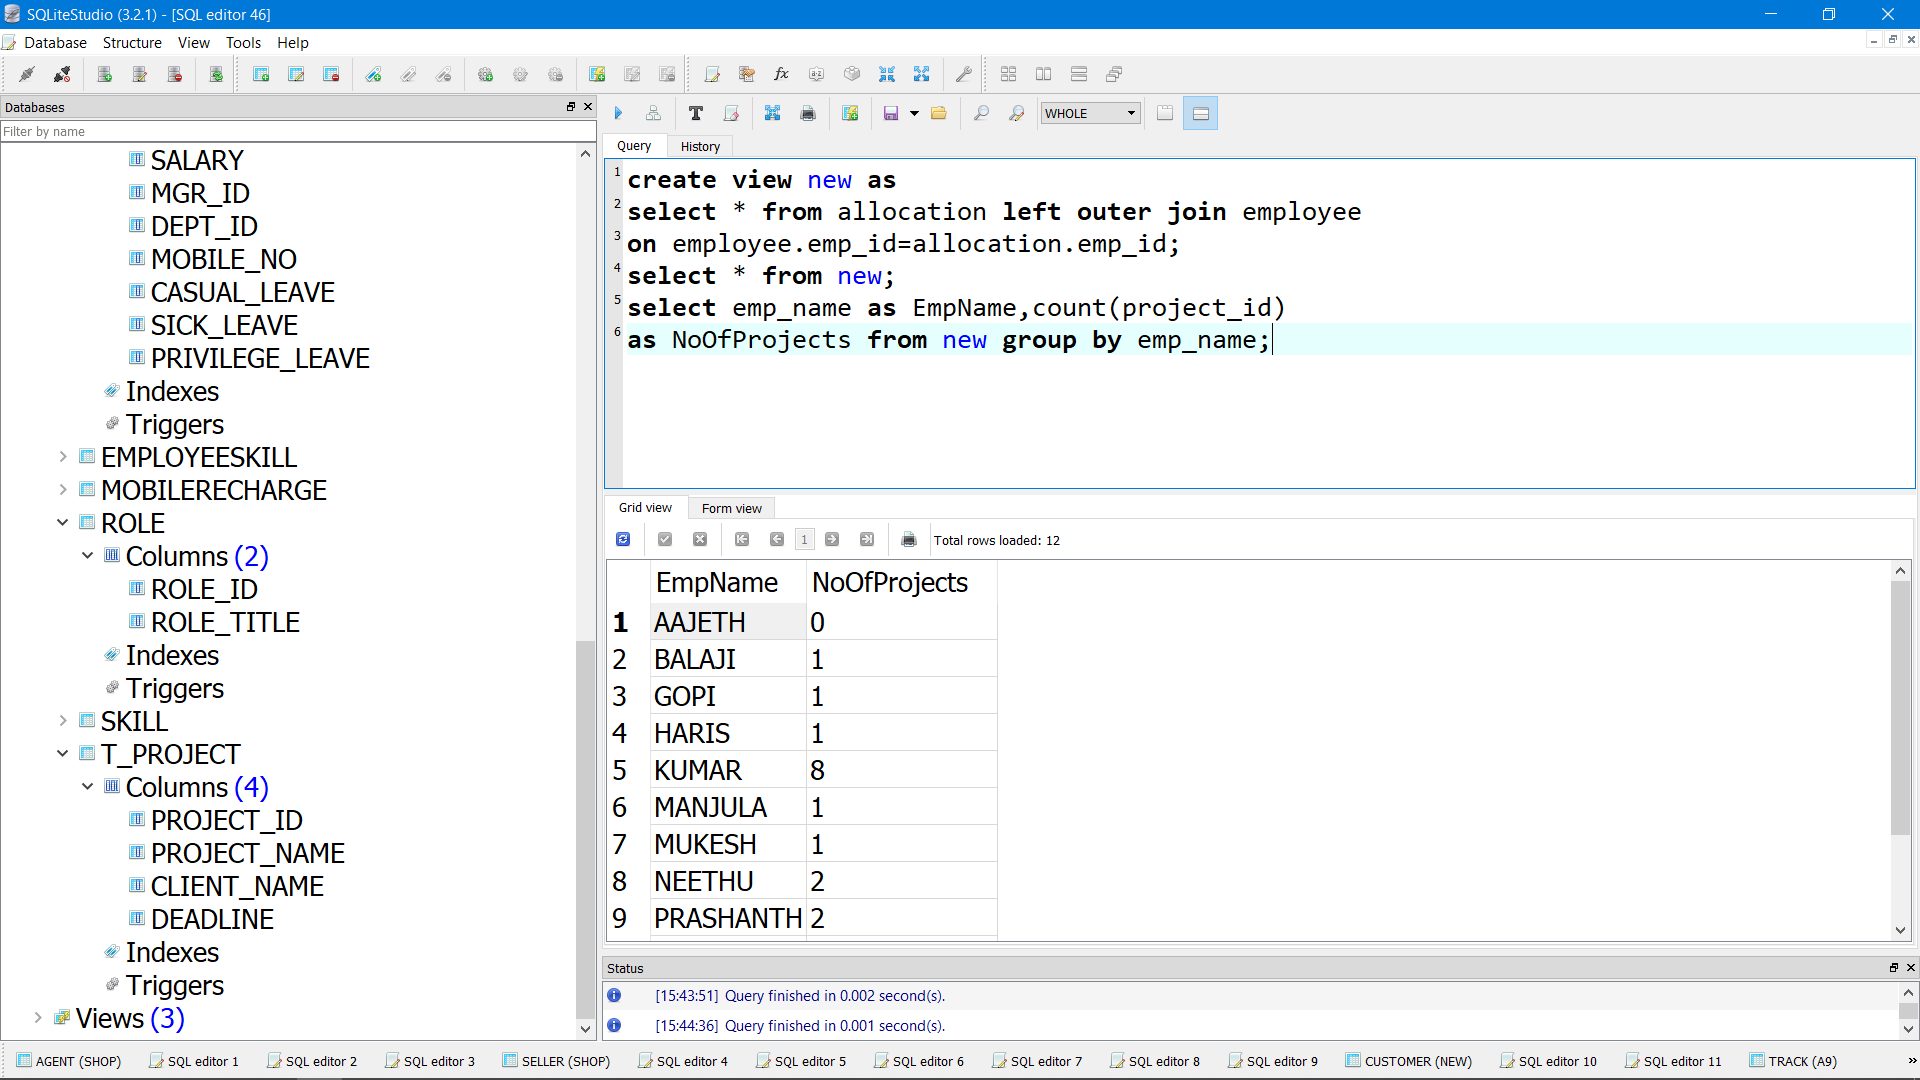 SQLiteStudio (3.2.1) - [SQL editor 46]
Database Structure View Tools Help
Databases
Filter by name
SALARY
MGR_ID
DEPT_ID
MOBILE_NO
CASUAL_LEAVE
SICK_LEAVE
PRIVILEGE_LEAVE
Indexes
Triggers
EMPLOYEESKILL
MOBILERECHARGE
ROLE
Columns (2)
ROLE_ID
ROLE_TITLE
Indexes
Triggers
SKILL
T_PROJECT
Columns (4)
PROJECT_ID
PROJECT_NAME
CLIENT_NAME
DEADLINE
Indexes
Triggers
Views (3)
WHOLE
Query History
1 create view new as
2 select * from allocation left outer join employee
3 on employee.emp_id=allocation.emp_id;
4 select * from new;
5 select emp_name as EmpName,count(project_id)
6 as NoOfProjects from new group by emp_name;
Grid view Form view
1 Total rows loaded: 12
EmpName NoOfProjects
1 AAJETH 0
2 BALAJI 1
3 GOPI 1
4 HARIS 1
5 KUMAR 8
6 MANJULA 1
7 MUKESH 1
8 NEETHU 2
9 PRASHANTH 2
Status
[15:43:51] Query finished in 0.002 second(s).
[15:44:36] Query finished in 0.001 second(s).
AGENT (SHOP) SQL editor 1 SQL editor 2 SQL editor 3 SELLER (SHOP) SQL editor 4 SQL editor 5 SQL editor 6 SQL editor 7 SQL editor 8 SQL editor 9 CUSTOMER (NEW) SQL editor 10 SQL editor 11 TRACK (A9) »